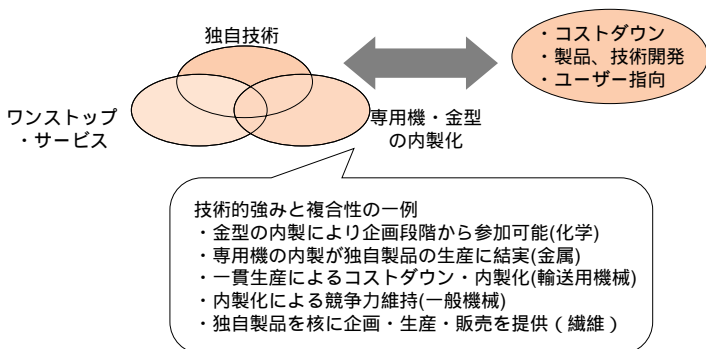 独自技術
・コストダウン
・製品、技術開発
・ユーザー指向
ワンストップ
・サービス
専用機・金型
の内製化
技術的強みと複合性の一例
・金型の内製により企画段階から参加可能(化学)
・専用機の内製が独自製品の生産に結実(金属)
・一貫生産によるコストダウン・内製化(輸送用機械)
・内製化による競争力維持(一般機械)
・独自製品を核に企画・生産・販売を提供（繊維）